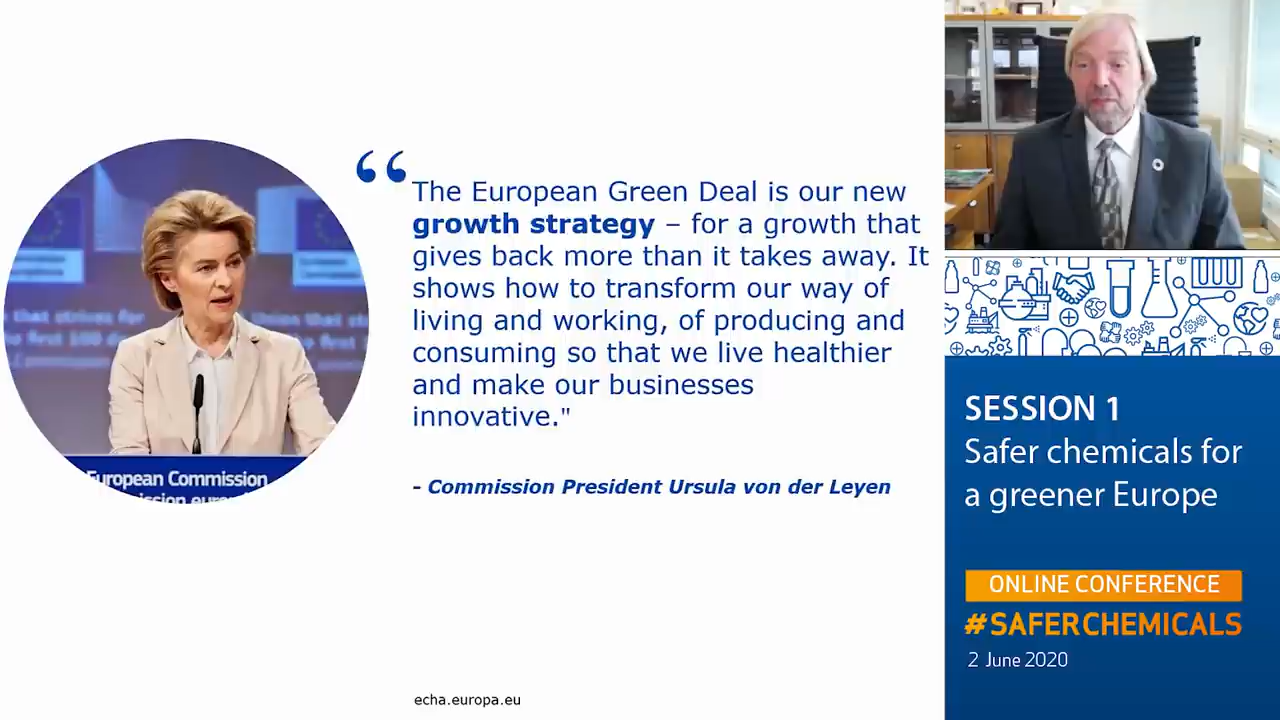 “
The European Green Deal is our new
growth strategy – for a growth that
gives back more than it takes away. It
shows how to transform our way of
living and working, of producing and
consuming so that we live healthier
and make our businesses
innovative."
- Commission President Ursula von der Leyen
European Commission
echa.europa.eu
SESSION 1
Safer chemicals for
a greener Europe
ONLINE CONFERENCE
#SAFERCHEMICALS
2 June 2020